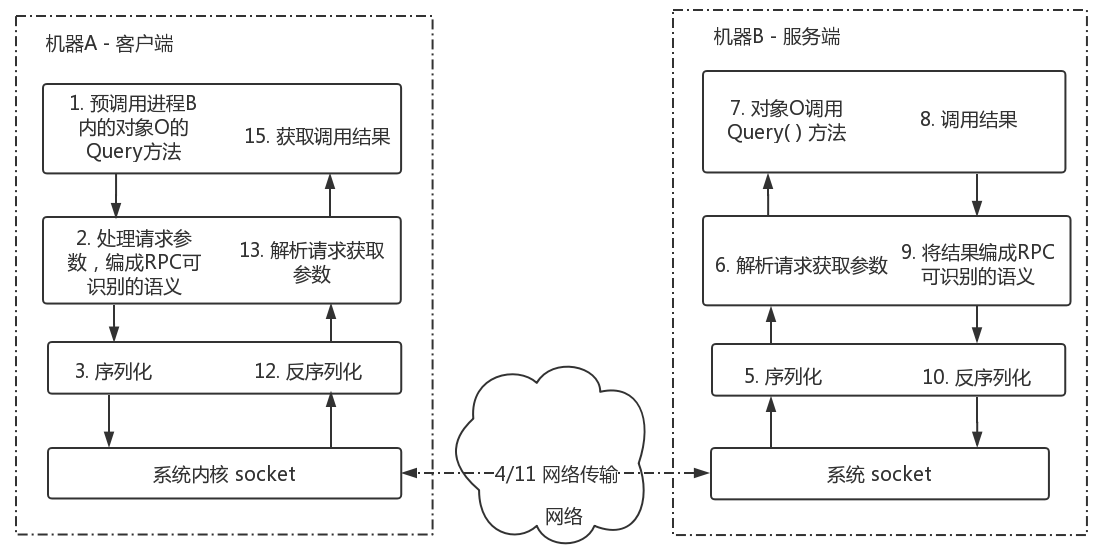 机器A - 客户端
1. 预调用进程B
内的对象O的
Query方法
15. 获取调用结果
2. 处理请求参
数，编成RPC可
识别的语义
13. 解析请求获取
参数
3. 序列化
12. 反序列化
系统内核 socket
4/11 网络传输
网络
机器B - 服务端
7. 对象O调用
Query( ) 方法
8. 调用结果
6. 解析请求获取参数
9. 将结果编成RPC
可识别的语义
5. 序列化
10. 反序列化
系统 socket